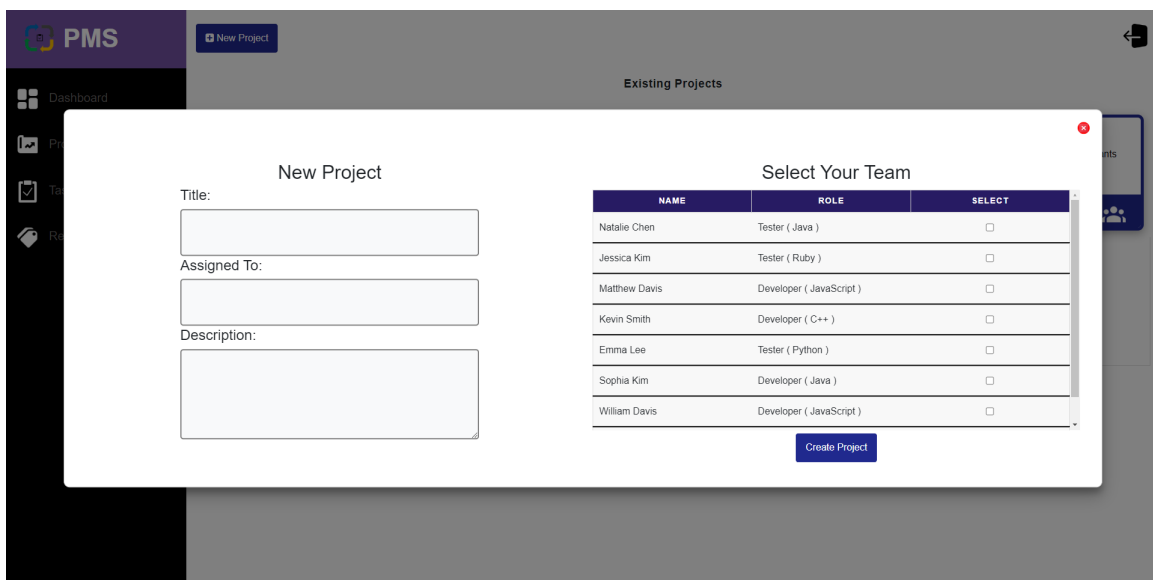 PMS
New Project
Existing Projects
Dashboard
New Project
Title:
Assigned To:
Description:
Select Your Team
NAME ROLE SELECT
Natalie Chen Tester ( Java )
Jessica Kim Tester ( Ruby )
Matthew Davis Developer ( JavaScript )
Kevin Smith Developer ( C++ )
Emma Lee Tester ( Python )
Sophia Kim Developer ( Java )
William Davis Developer ( JavaScript )
Create Project